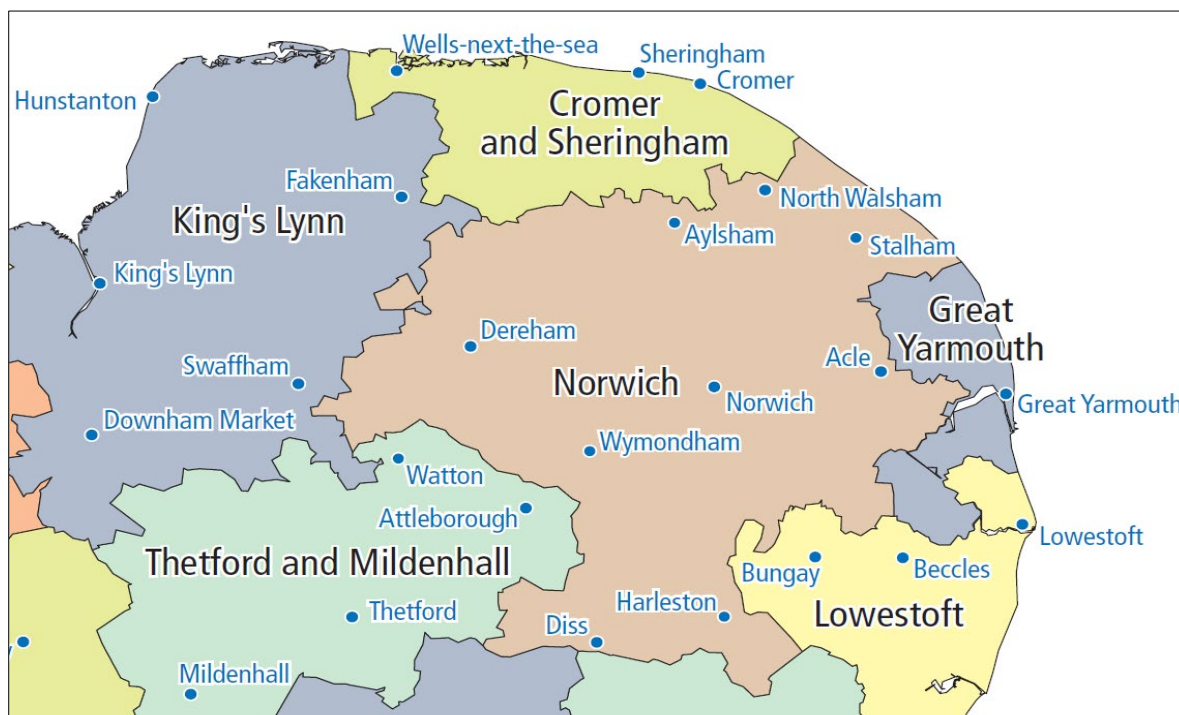 Wells-next-the-sea
Sheringham
Cromer
Hunstanton
Cromer
and Sheringham
Fakenham
North Walsham
King's Lynn
Aylsham
Stalham
King's Lynn
Great
Yarmouth
Dereham
Swaffham
Acle
Norwich
Norwich
Great Yarmouth
Downham Market
Wymondham
Watton
Attleborough
Lowestoft
Thetford and Mildenhall
Bungay
Beccles
Thetford
Harleston
Lowestoft
Diss
Mildenhall